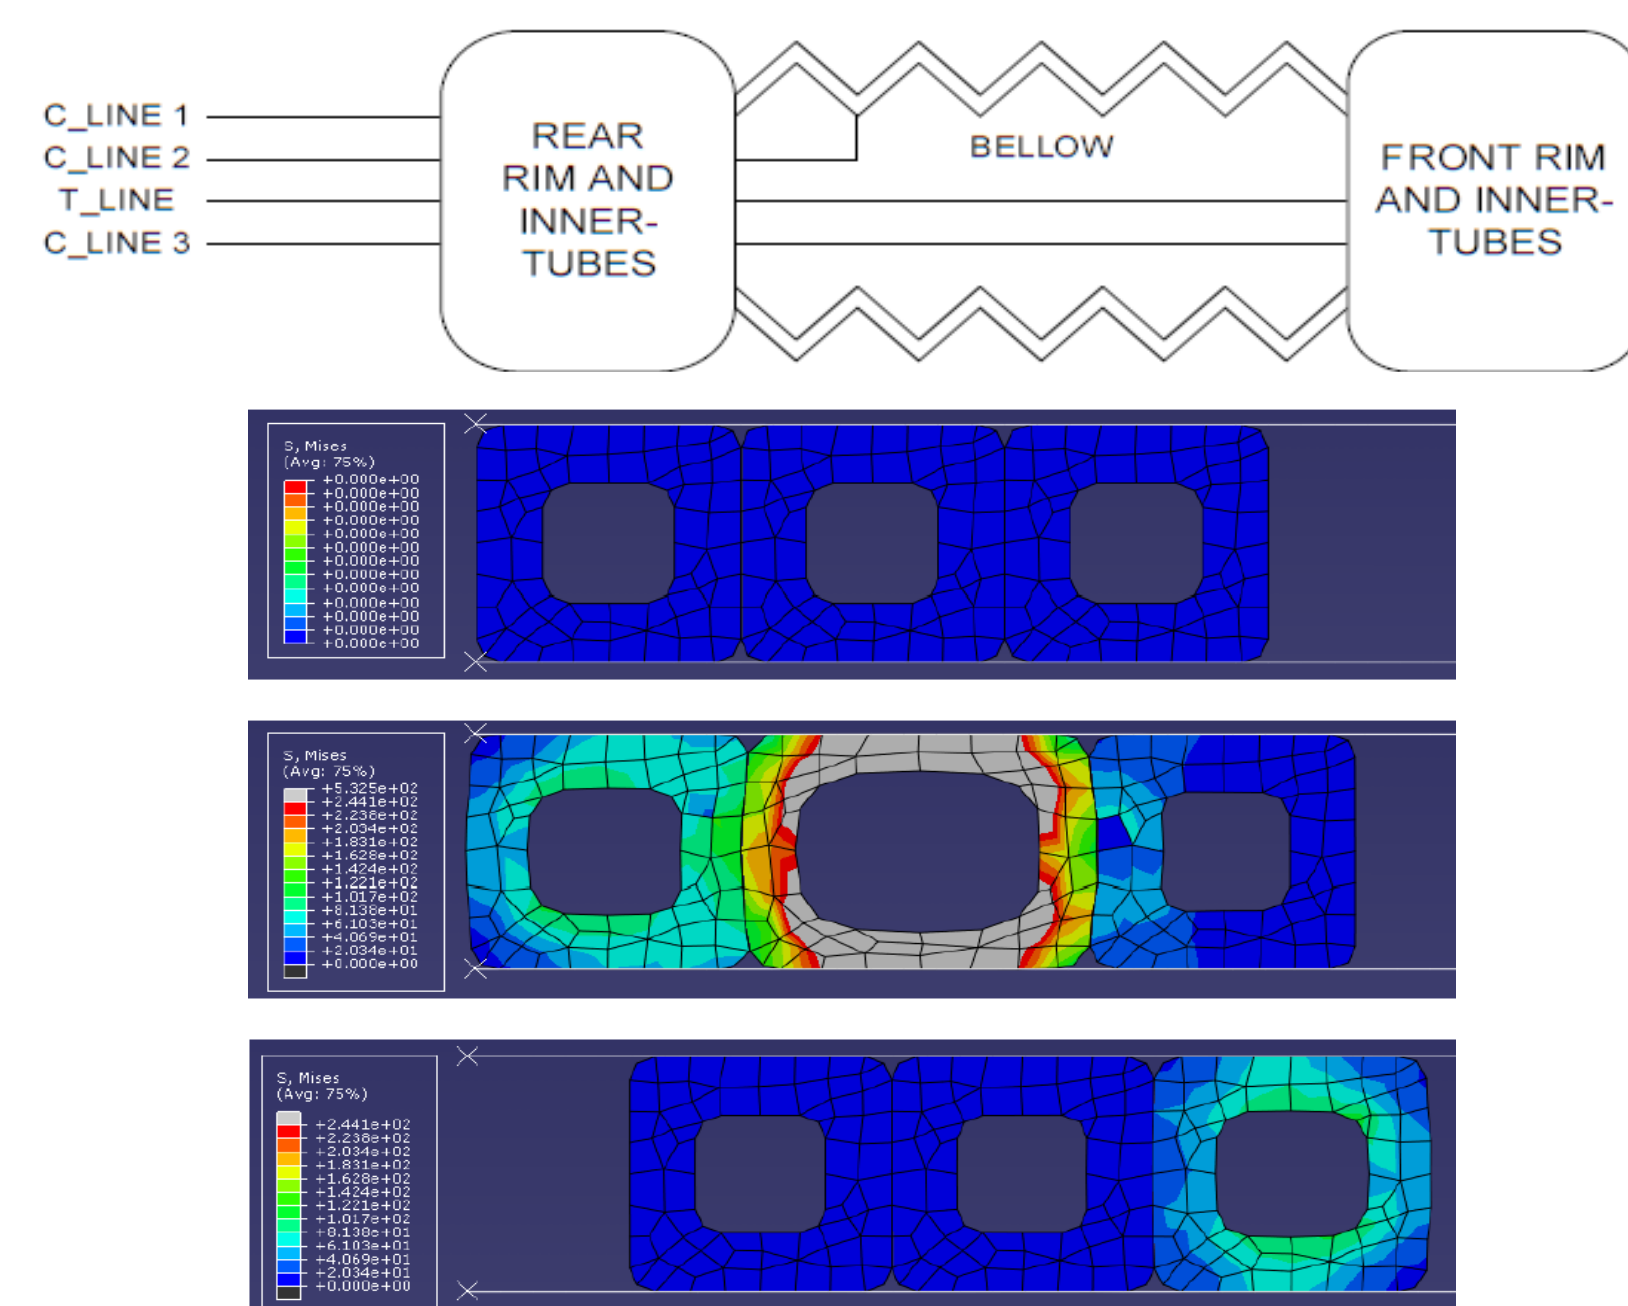 C_LINE 1
C_LINE 2
T_LINE
C_LINE 3
REAR
RIM AND
INNER-
TUBES
BELLOW
FRONT RIM
AND INNER-
TUBES
S, Mises
(Avg: 75%)
+0.000e+00
+0.000e+00
+0.000e+00
+0.000e+00
+0.000e+00
+0.000e+00
+0.000e+00
+0.000e+00
+0.000e+00
+0.000e+00
+0.000e+00
+0.000e+00
+0.000e+00
S, Mises
(Avg: 75%)
+5.325e+02
+2.441e+02
+2.238e+02
+2.034e+02
+1.831e+02
+1.628e+02
+1.424e+02
+1.221e+02
+1.017e+02
+8.138e+01
+6.103e+01
+4.069e+01
+2.034e+01
+0.000e+00
S, Mises
(Avg: 75%)
+2.441e+02
+2.238e+02
+2.034e+02
+1.831e+02
+1.628e+02
+1.424e+02
+1.221e+02
+1.017e+02
+8.138e+01
+6.103e+01
+4.069e+01
+2.034e+01
+0.000e+00